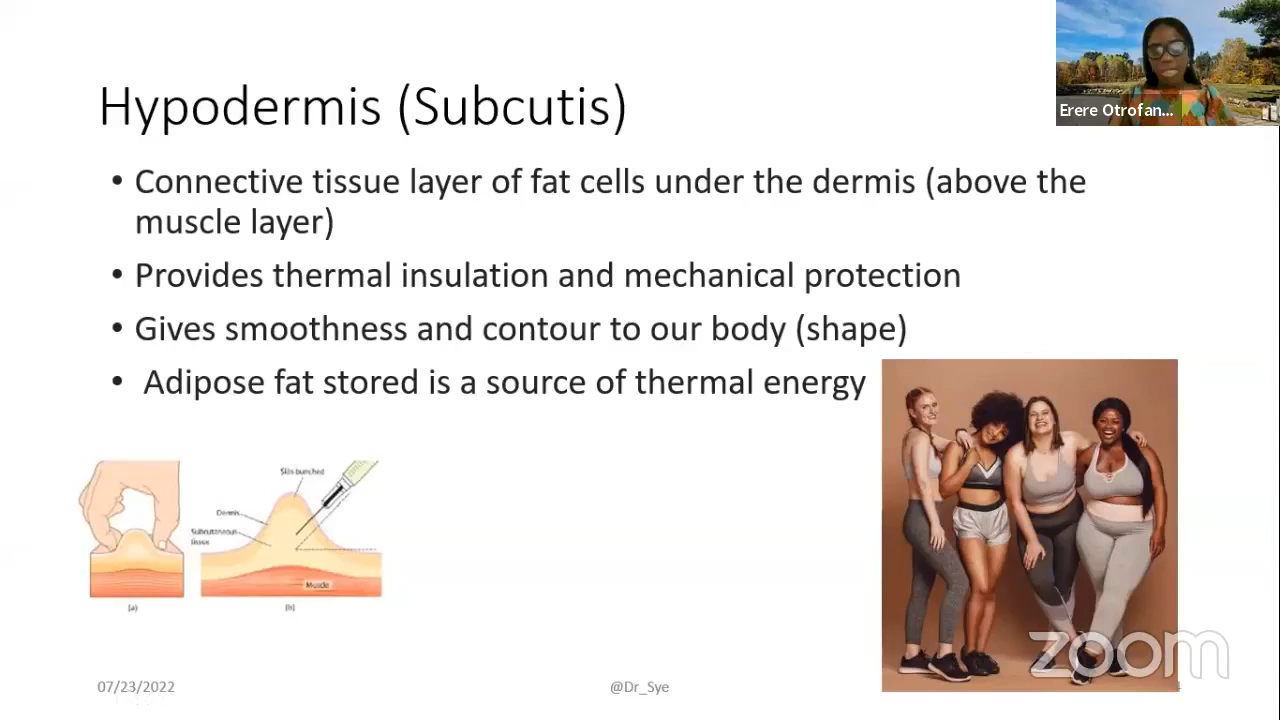 Erere Otrofan...
Hypodermis (Subcutis)
• Connective tissue layer of fat cells under the dermis (above the
muscle layer)
• Provides thermal insulation and mechanical protection
• Gives smoothness and contour to our body (shape)
• Adipose fat stored is a source of thermal energy
Skin bunched
Dermis
Subcutaneous
tissue
Muscle
(a)
(b)
zoom
07/23/2022
@Dr_Sye